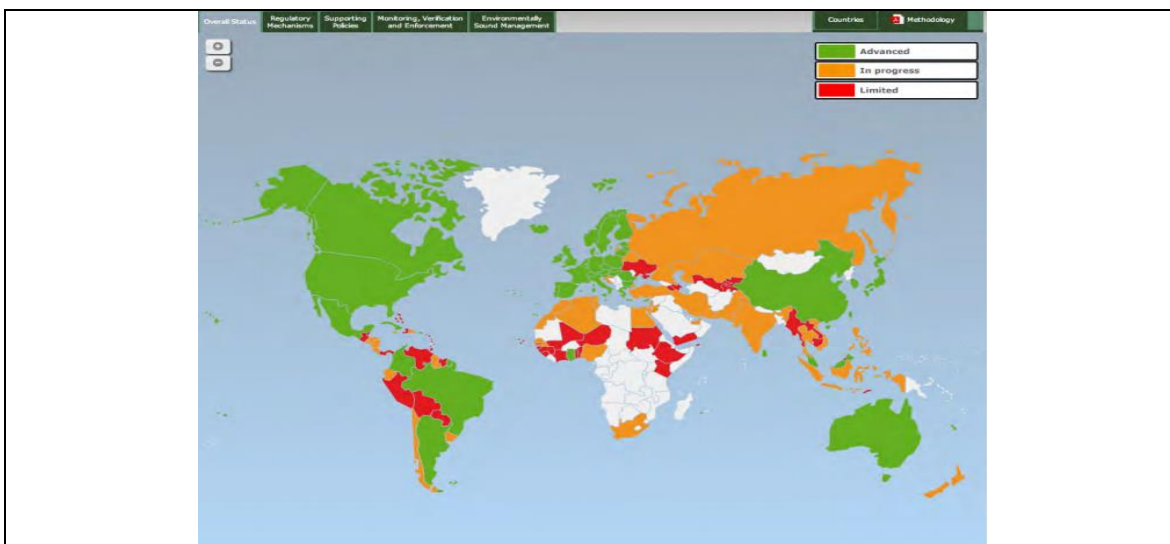 Overall Status
Regulatory
Mechanisms
Supporting
Policies
Monitoring, Verification
and Enforcement
Environmentally
Sound Management
Countries
Methodology
Advanced
In progress
Limited